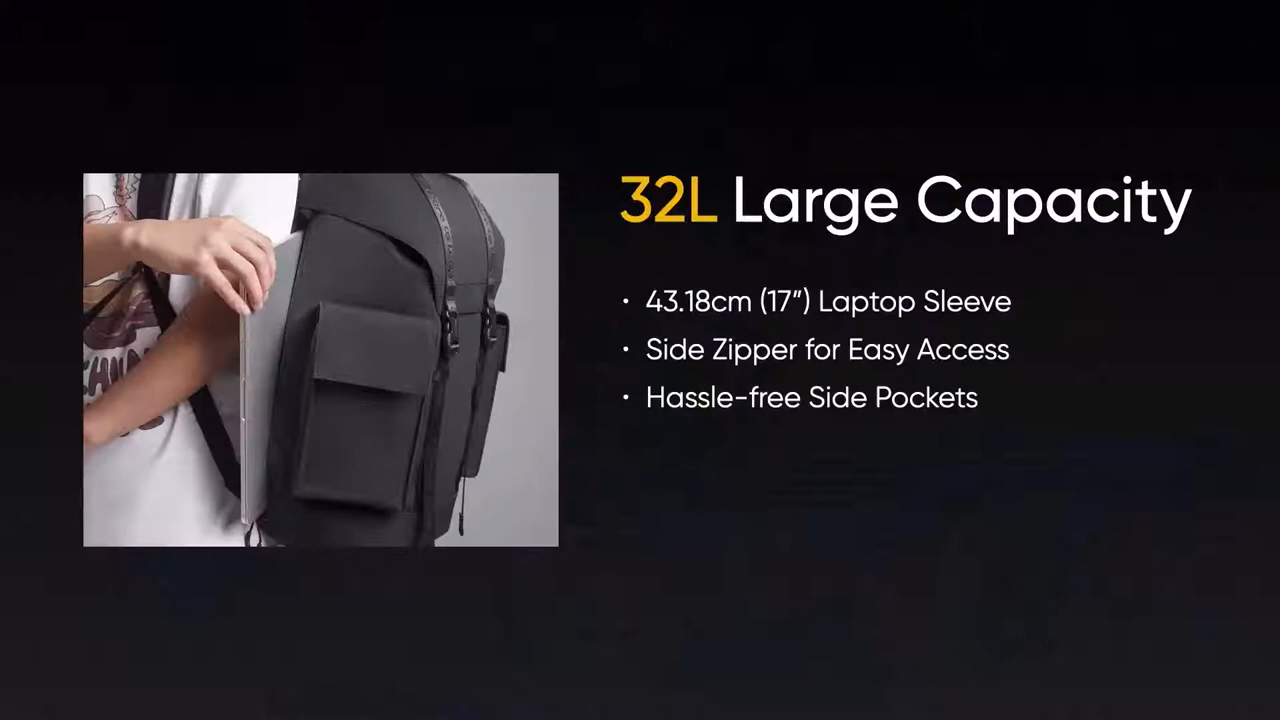 32L Large Capacity
• 43.18cm (17″) Laptop Sleeve
• Side Zipper for Easy Access
• Hassle-free Side Pockets